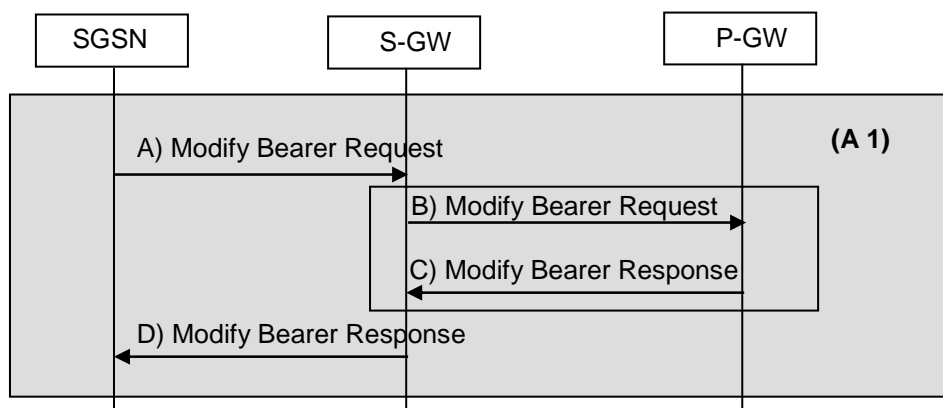 SGSN
S-GW
P-GW
(A 1)
A) Modify Bearer Request
B) Modify Bearer Request
C) Modify Bearer Response
D) Modify Bearer Response